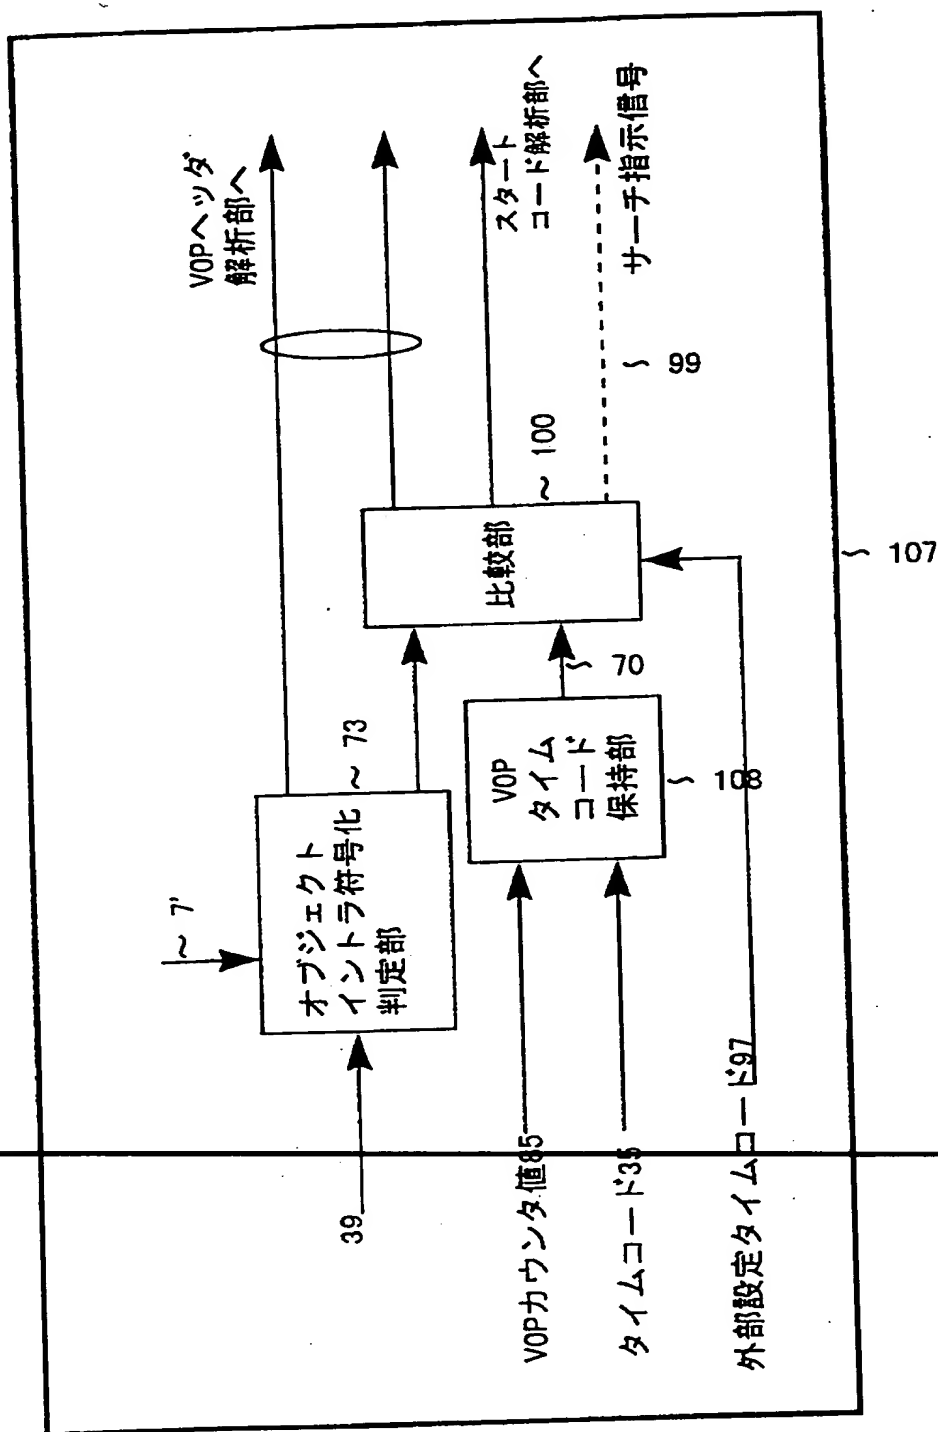 VOPヘッダ
解析部へ
スタート
コード解析部へ
サーチ指示信号
~ 99
~ 100
比較部
~ 107
~ 70
~ 73
VOP
タイム
コード
保持部
~ 108
~ 7'
オブジェクト
イントラ符号化
判定部
39
VOPカウンタ値85
タイムコード35
外部設定タイムコード97